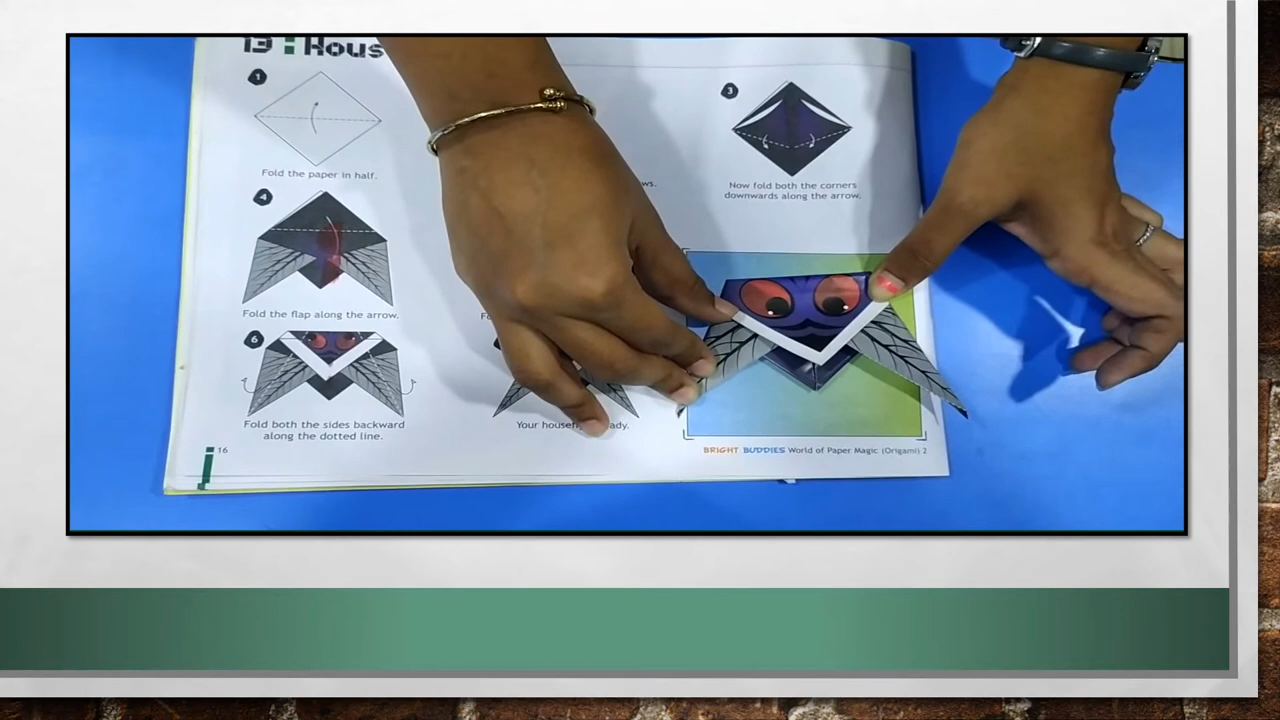 13 : Hous
1
Fold the paper in half.
ws.
3
Now fold both the corners
downwards along the arrow.
4
Fold the flap along the arrow.
6
Fold both the sides backward
along the dotted line.
Your house ady.
16
BRIGHT BUDDIES World of Paper Magic (Origami) 2